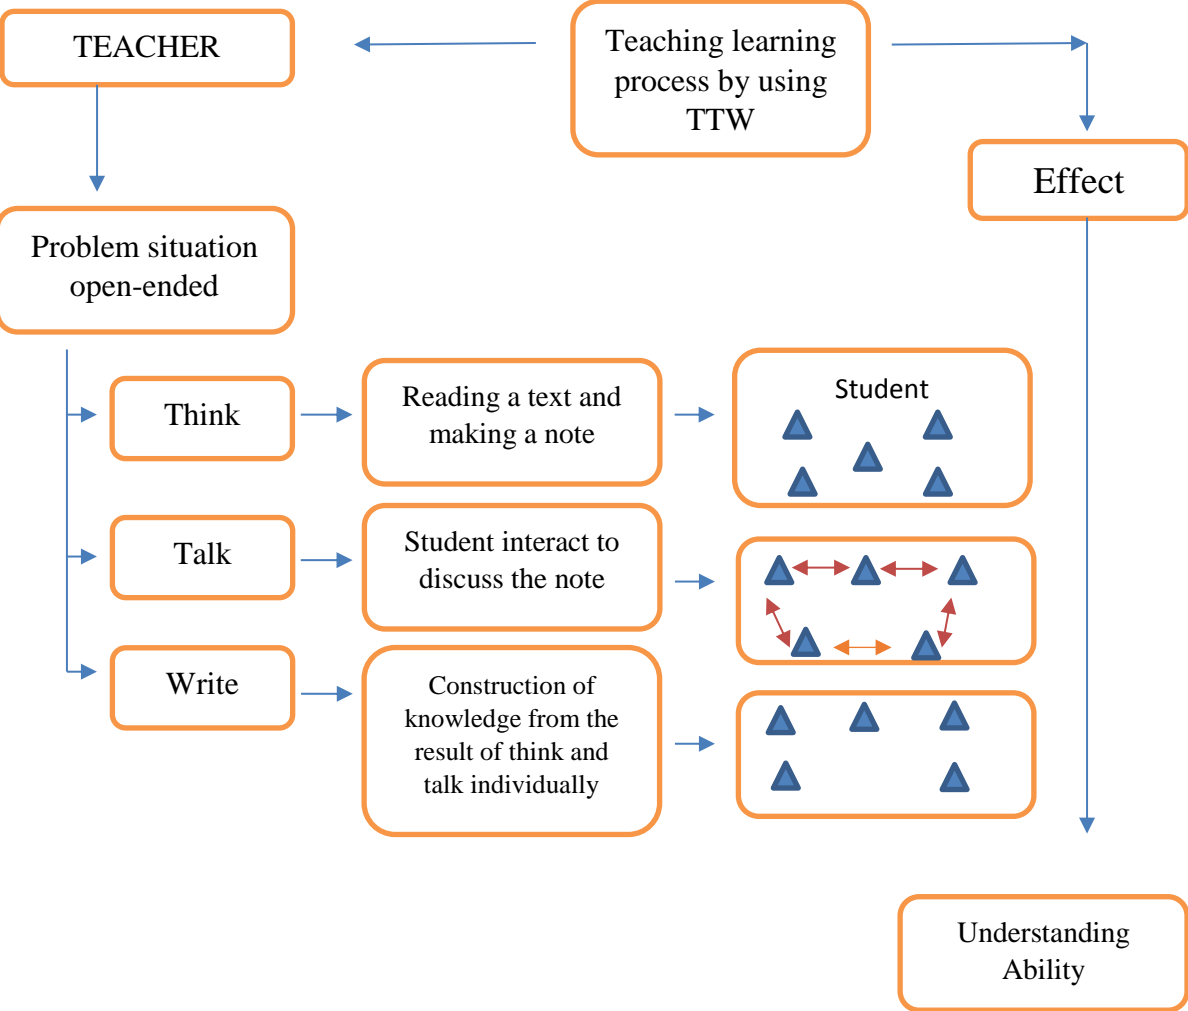 TEACHER
Teaching learning
process by using
TTW
Effect
Problem situation
open-ended
Think
Reading a text and
making a note
Student
Talk
Student interact to
discuss the note
Write
Construction of
knowledge from the
result of think and
talk individually
Understanding
Ability